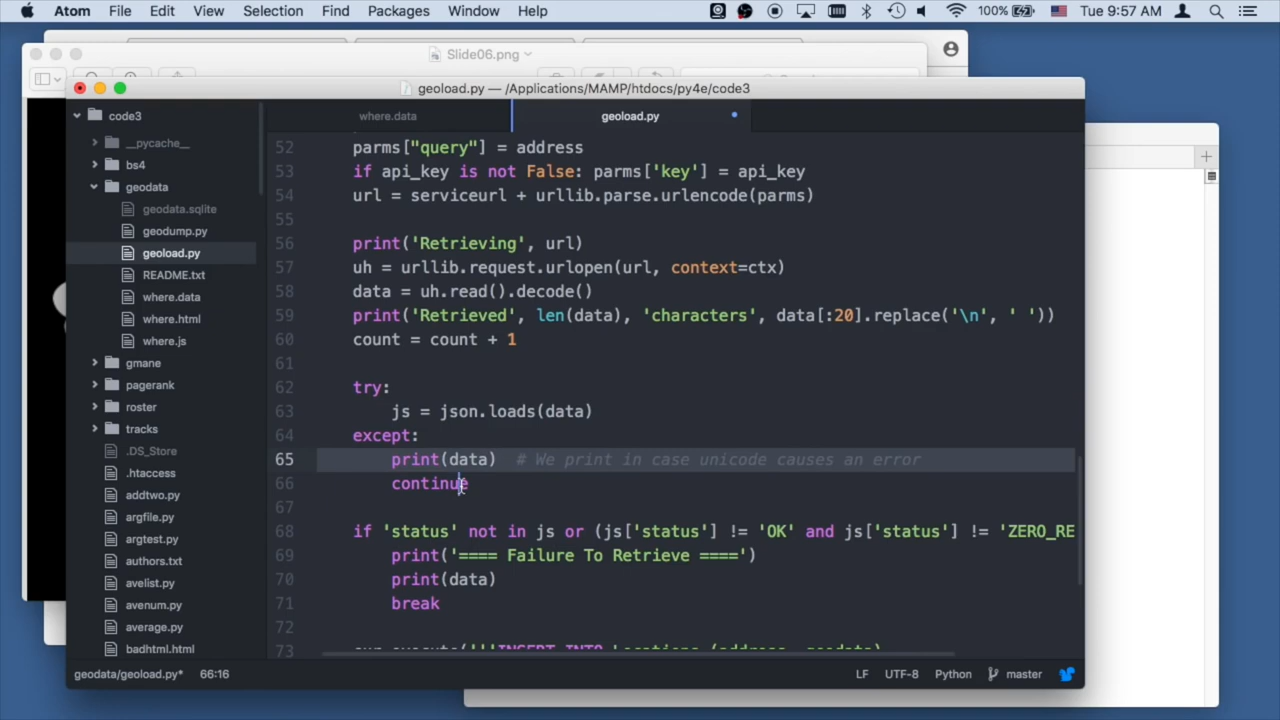 Atom File Edit View Selection Find Packages Window Help 100% Tue 9:57 AM
Slide06.png
geoload.py — /Applications/MAMP/htdocs/py4e/code3
code3
__pycache__
bs4
geodata
geodata.sqlite
geodump.py
geoload.py
README.txt
where.data
where.html
where.js
gmane
pagerank
roster
tracks
.DS_Store
.htaccess
addtwo.py
argfile.py
argtest.py
authors.txt
avelist.py
avenum.py
average.py
badhtml.html
where.data geoload.py
52 parms["query"] = address
53 if api_key is not False: parms['key'] = api_key
54 url = serviceurl + urllib.parse.urlencode(parms)
55
56 print('Retrieving', url)
57 uh = urllib.request.urlopen(url, context=ctx)
58 data = uh.read().decode()
59 print('Retrieved', len(data), 'characters', data[:20].replace('\n', ' '))
60 count = count + 1
61
62 try:
63 js = json.loads(data)
64 except:
65 print(data) # We print in case unicode causes an error
66 continue
67
68 if 'status' not in js or (js['status'] != 'OK' and js['status'] != 'ZERO_RE
69 print('==== Failure To Retrieve ====')
70 print(data)
71 break
72
73 cur.execute('''INSERT INTO Locations (address, geodata)
geodata/geoload.py* 66:16 LF UTF-8 Python master